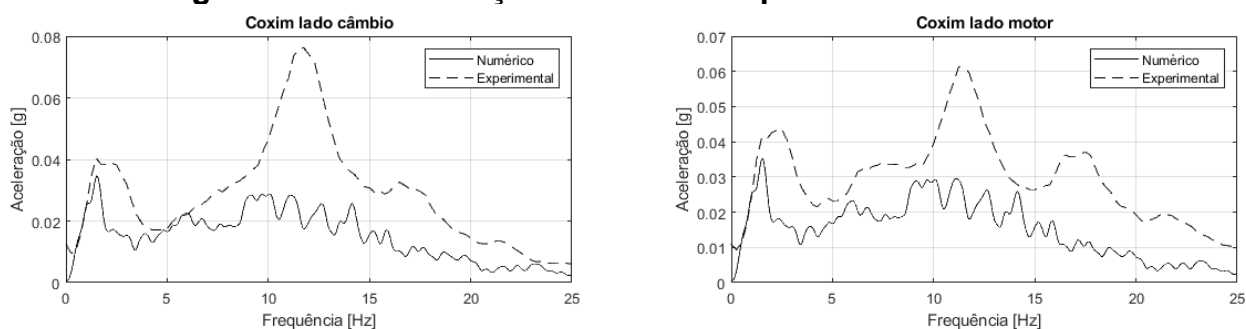 Coxim lado câmbio
0.08
0.06
0.04
0.02
0
0 5 10 15 20 25
Aceleração [g]
Frequência [Hz]
Numérico
Experimental
Coxim lado motor
0.07
0.06
0.05
0.04
0.03
0.02
0.01
0
0 5 10 15 20 25
Aceleração [g]
Frequência [Hz]
Numérico
Experimental